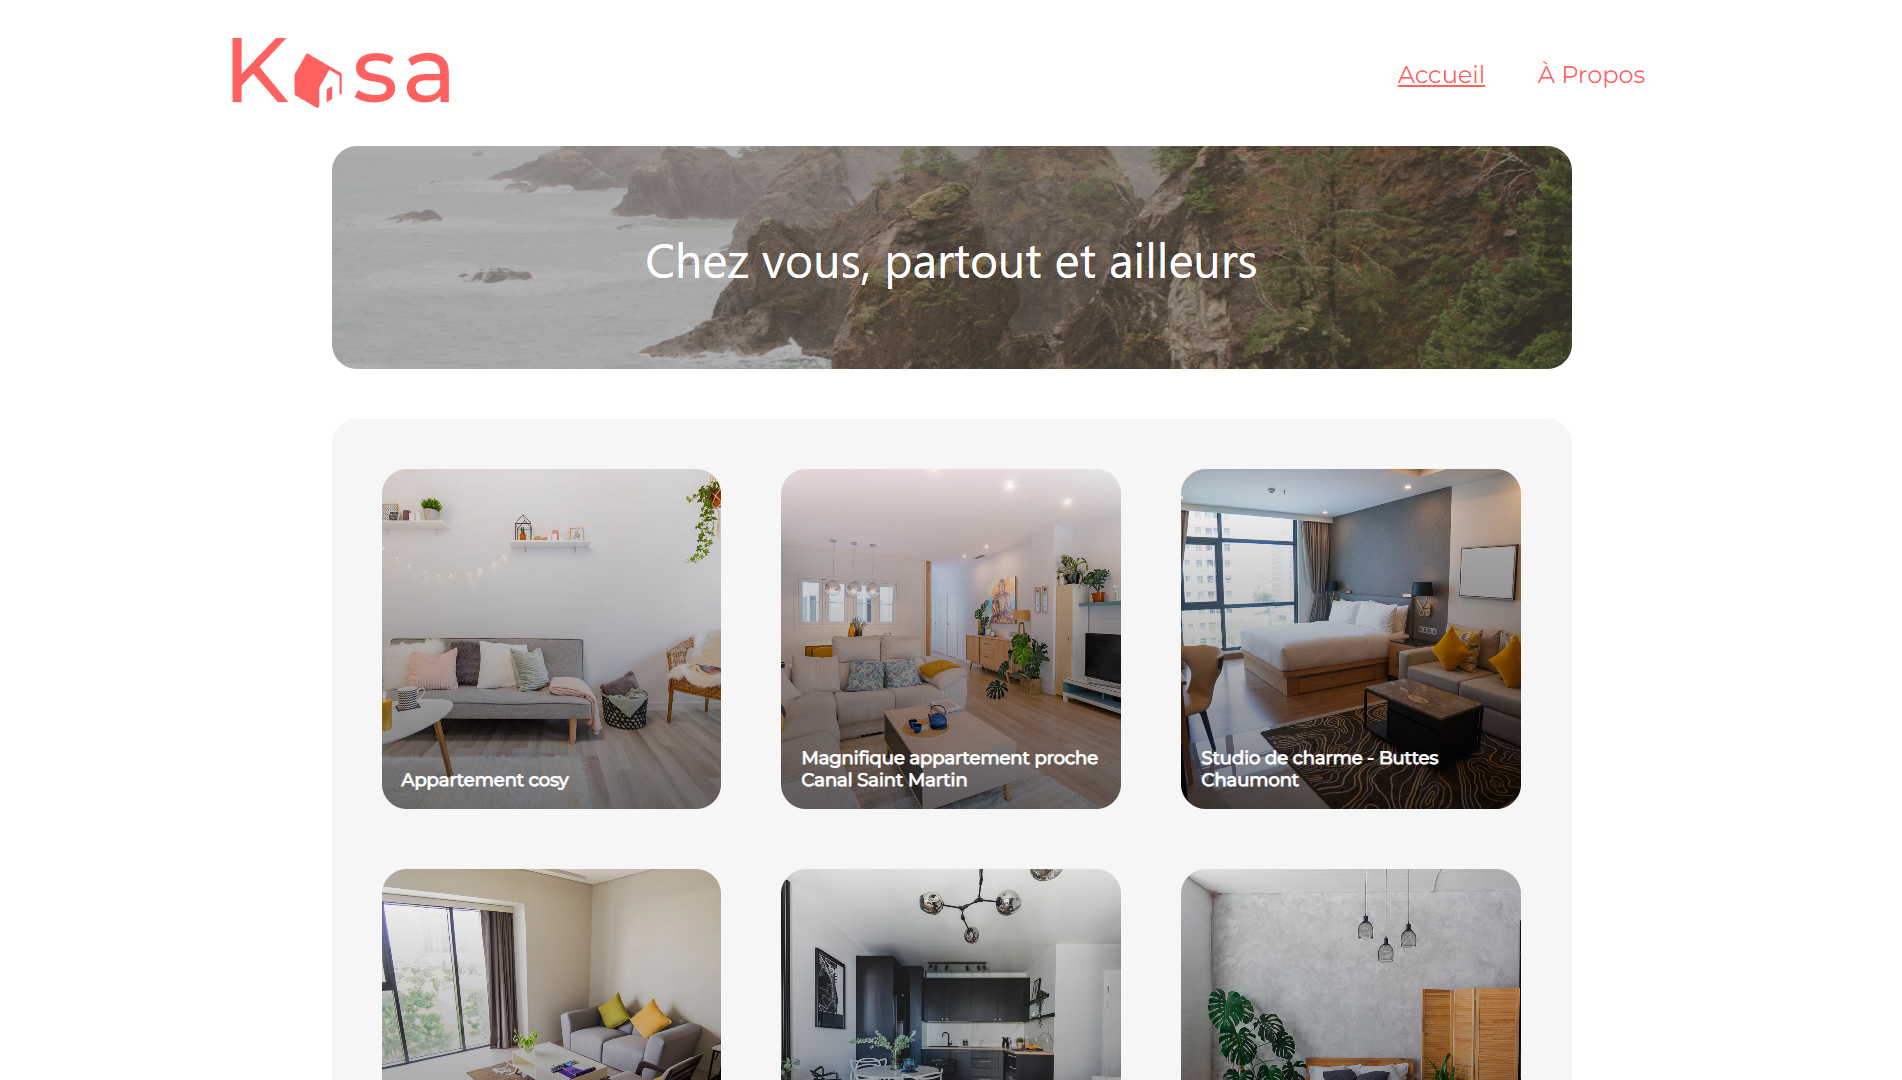 Kasa
Accueil
À Propos
Chez vous, partout et ailleurs
Appartement cosy
Magnifique appartement proche
Canal Saint Martin
Studio de charme - Buttes
Chaumont